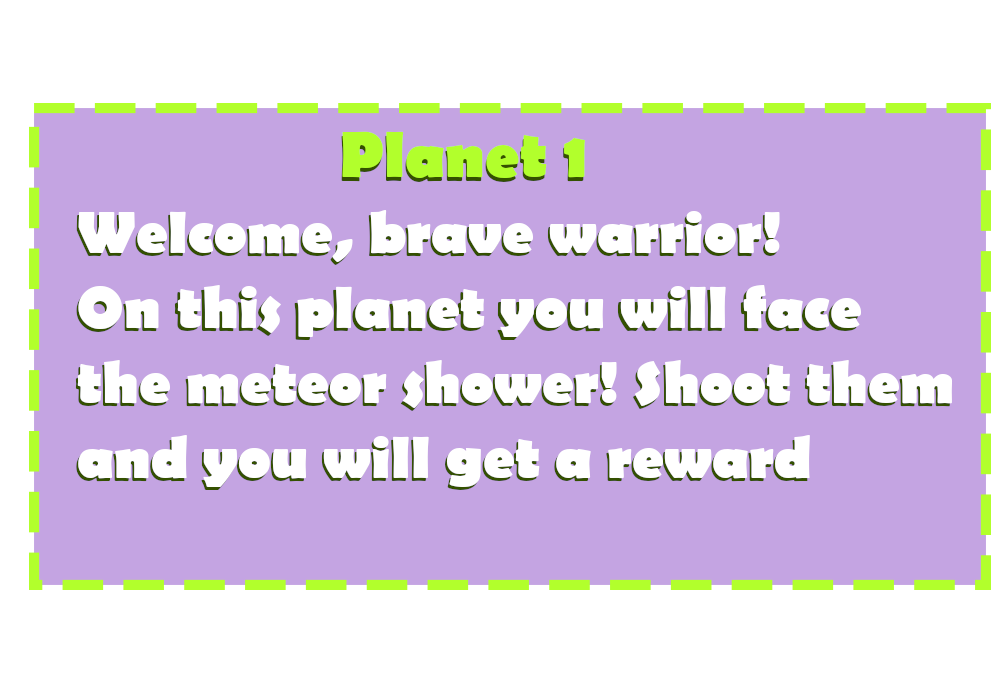 Planet 1
Welcome, brave warrior!
On this planet you will face
the meteor shower! Shoot them
and you will get a reward